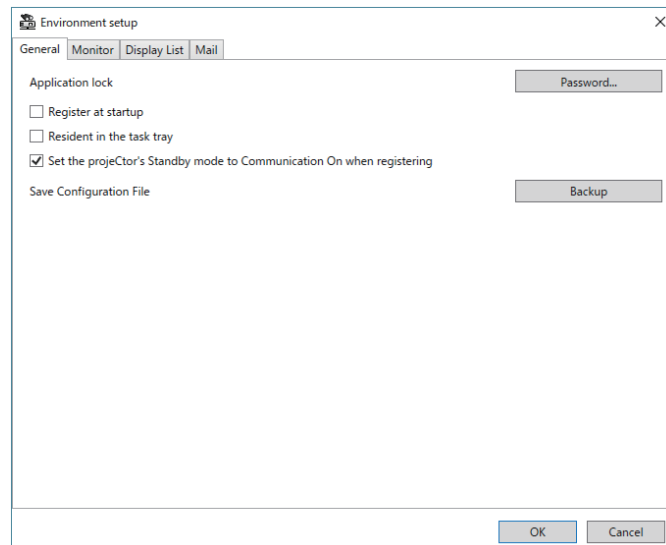 Environment setup
General Monitor Display List Mail
Application lock Password...
Register at startup
Resident in the task tray
Set the projeCtor's Standby mode to Communication On when registering
Save Configuration File Backup
OK Cancel